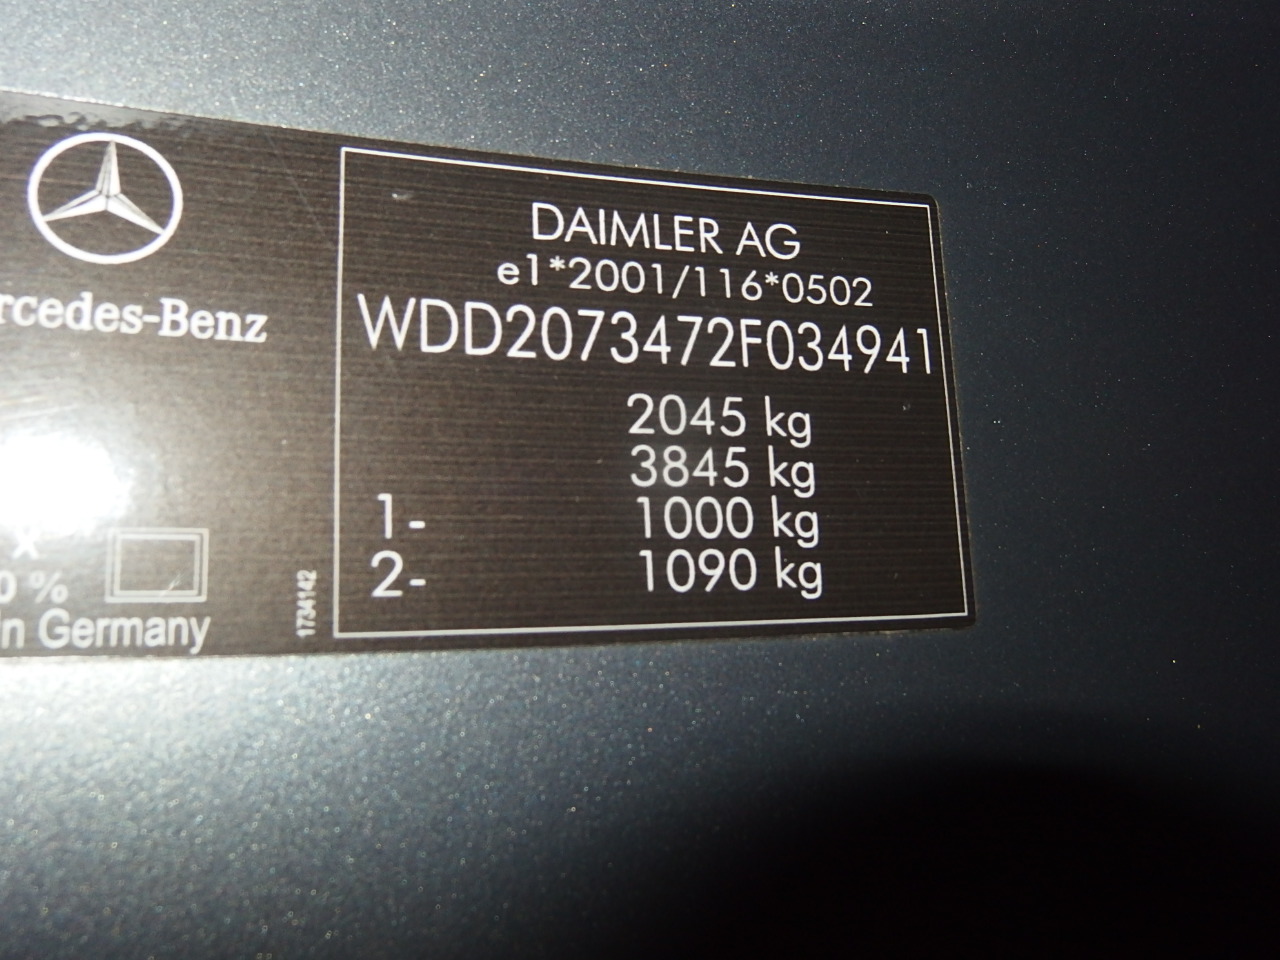 DAIMLER AG
e1*2001/116*0502
WDD2073472F034941
2045 kg
3845 kg
1- 1000 kg
2- 1090 kg
rcedes-Benz
x
0 %
in Germany
1734142